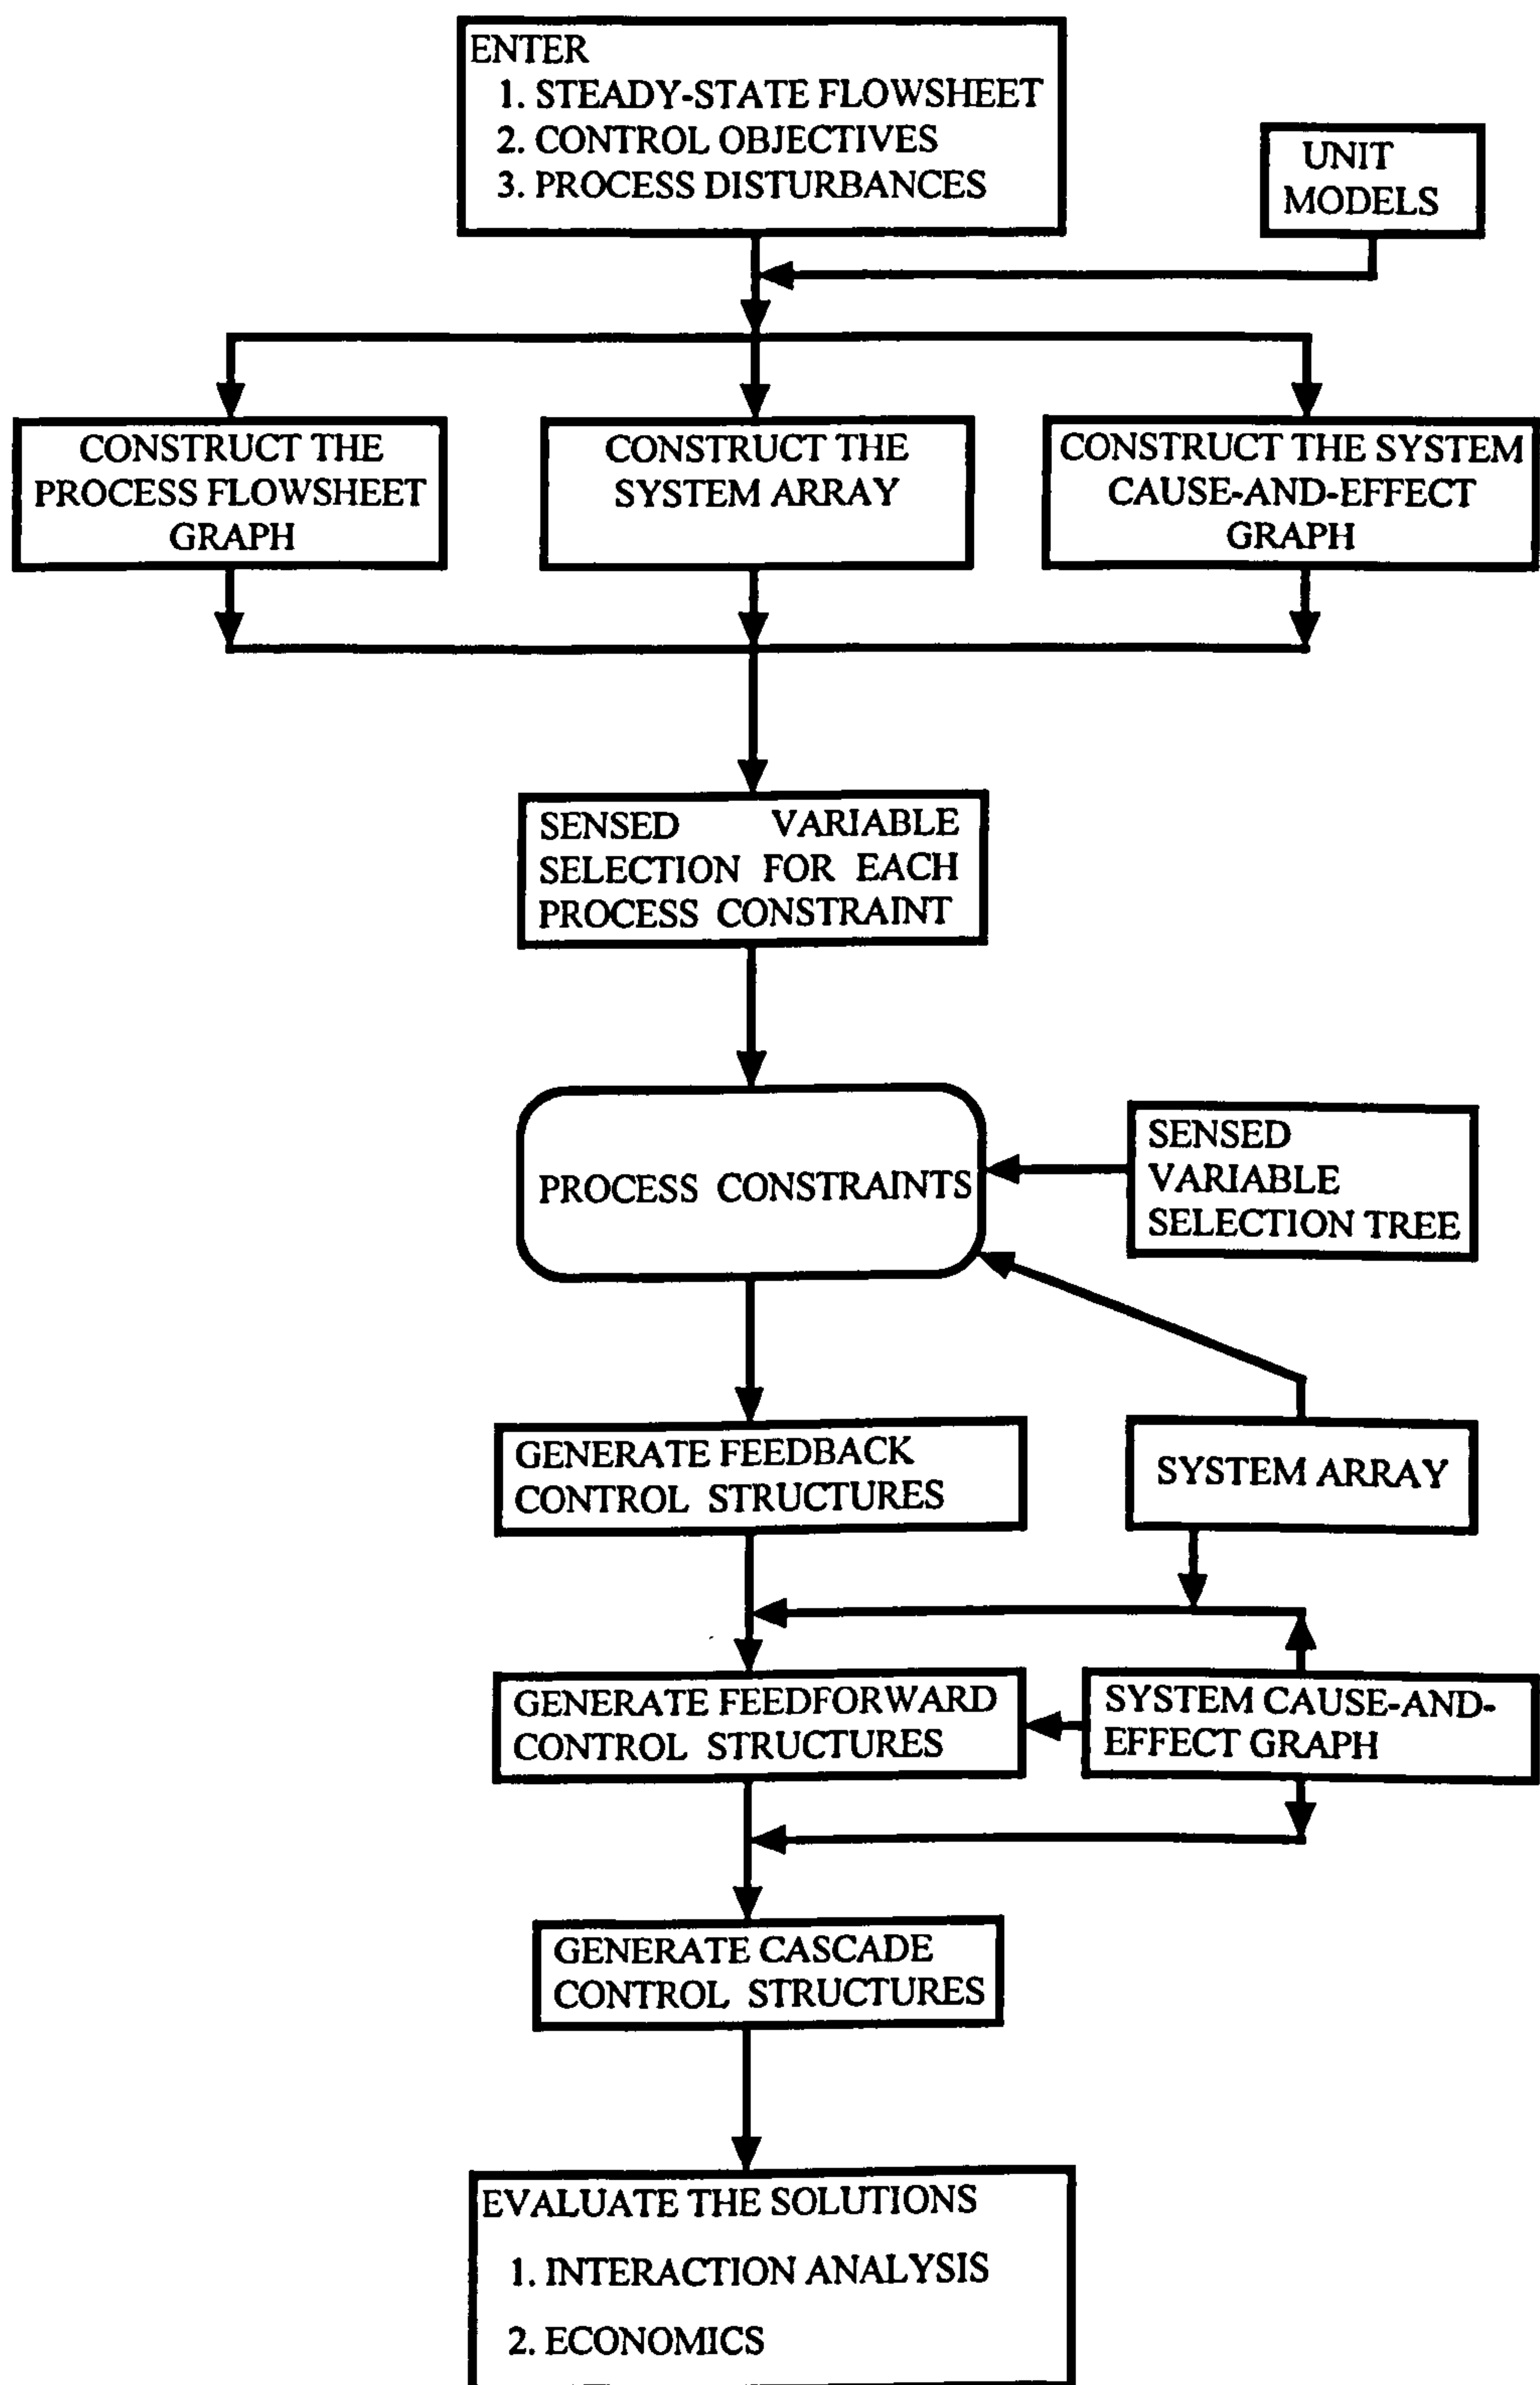 ENTER
1. STEADY-STATE FLOWSHEET
2. CONTROL OBJECTIVES
3. PROCESS DISTURBANCES
UNIT
MODELS
CONSTRUCT THE
PROCESS FLOWSHEET
GRAPH
CONSTRUCT THE
SYSTEM ARRAY
CONSTRUCT THE SYSTEM
CAUSE-AND-EFFECT
GRAPH
SENSED VARIABLE
SELECTION FOR EACH
PROCESS CONSTRAINT
PROCESS CONSTRAINTS
SENSED
VARIABLE
SELECTION TREE
GENERATE FEEDBACK
CONTROL STRUCTURES
SYSTEM ARRAY
GENERATE FEEDFORWARD
CONTROL STRUCTURES
SYSTEM CAUSE-AND-
EFFECT GRAPH
GENERATE CASCADE
CONTROL STRUCTURES
EVALUATE THE SOLUTIONS
1. INTERACTION ANALYSIS
2. ECONOMICS